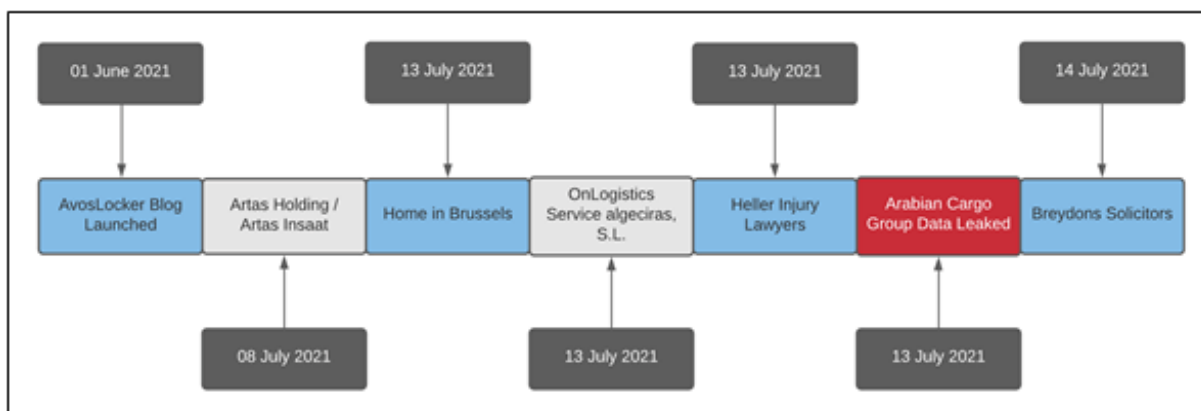 01 June 2021
13 July 2021
13 July 2021
14 July 2021
AvosLocker Blog
Launched
Artas Holding /
Artas Insaat
Home in Brussels
OnLogistics
Service algeciras,
S.L.
Heller Injury
Lawyers
Arabian Cargo
Group Data Leaked
Breydons Solicitors
08 July 2021
13 July 2021
13 July 2021